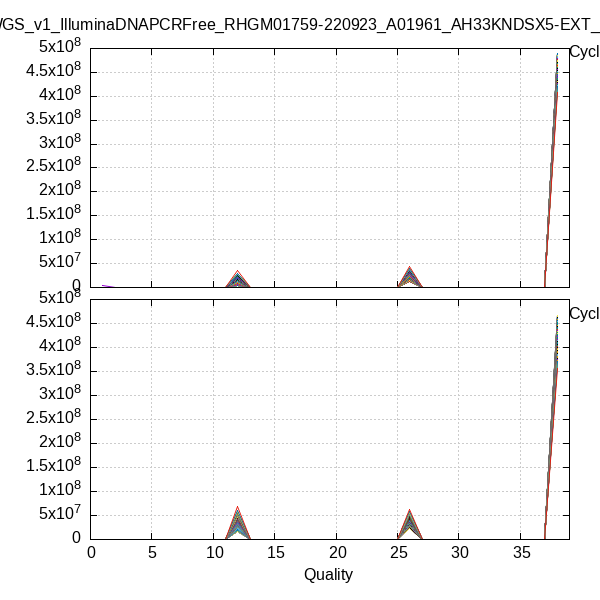 WGS_v1_IlluminaDNAPCRFree_RHGM01759-220923_A01961_AH33KNDSX5-EXT_
5x10^8
Cycl
4.5x10^8
4x10^8
3.5x10^8
3x10^8
2.5x10^8
2x10^8
1.5x10^8
1x10^8
5x10^7
0
5x10^8
Cycl
4.5x10^8
4x10^8
3.5x10^8
3x10^8
2.5x10^8
2x10^8
1.5x10^8
1x10^8
5x10^7
0
0 5 10 15 20 25 30 35
Quality